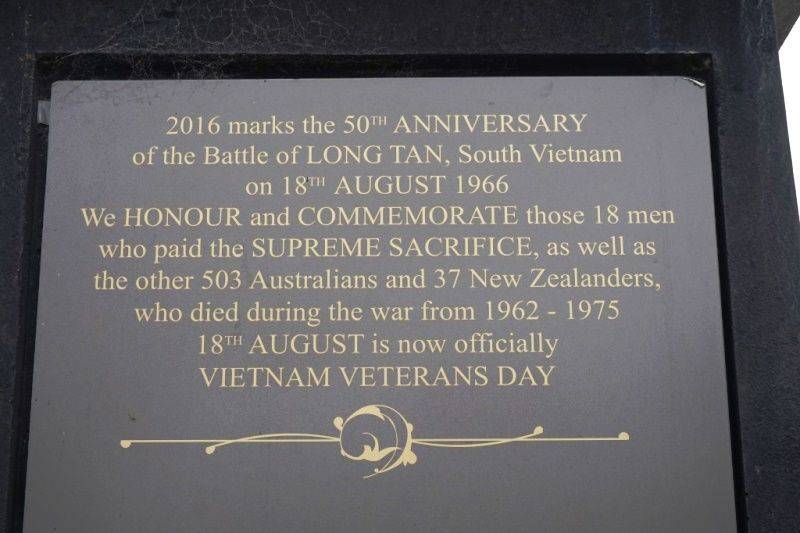 2016 marks the 50TH ANNIVERSARY
of the Battle of LONG TAN, South Vietnam
on 18TH AUGUST 1966
We HONOUR and COMMEMORATE those 18 men
who paid the SUPREME SACRIFICE, as well as
the other 503 Australians and 37 New Zealanders,
who died during the war from 1962 - 1975
18TH AUGUST is now officially
VIETNAM VETERANS DAY